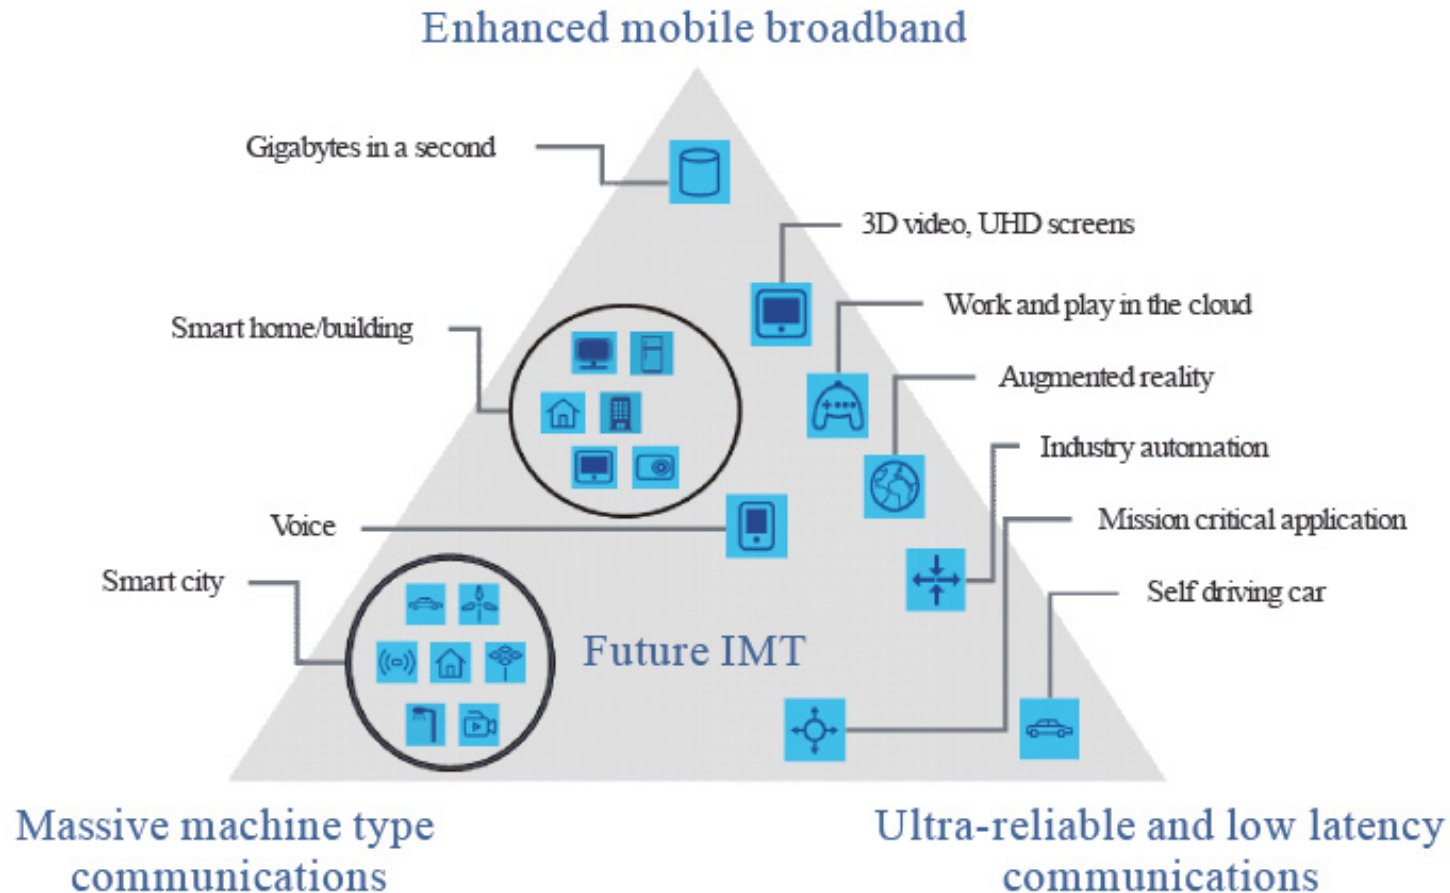 Enhanced mobile broadband
Gigabytes in a second
3D video, UHD screens
Work and play in the cloud
Smart home/building
Augmented reality
Industry automation
Mission critical application
Voice
Smart city
Self driving car
Future IMT
Massive machine type
communications
Ultra-reliable and low latency
communications